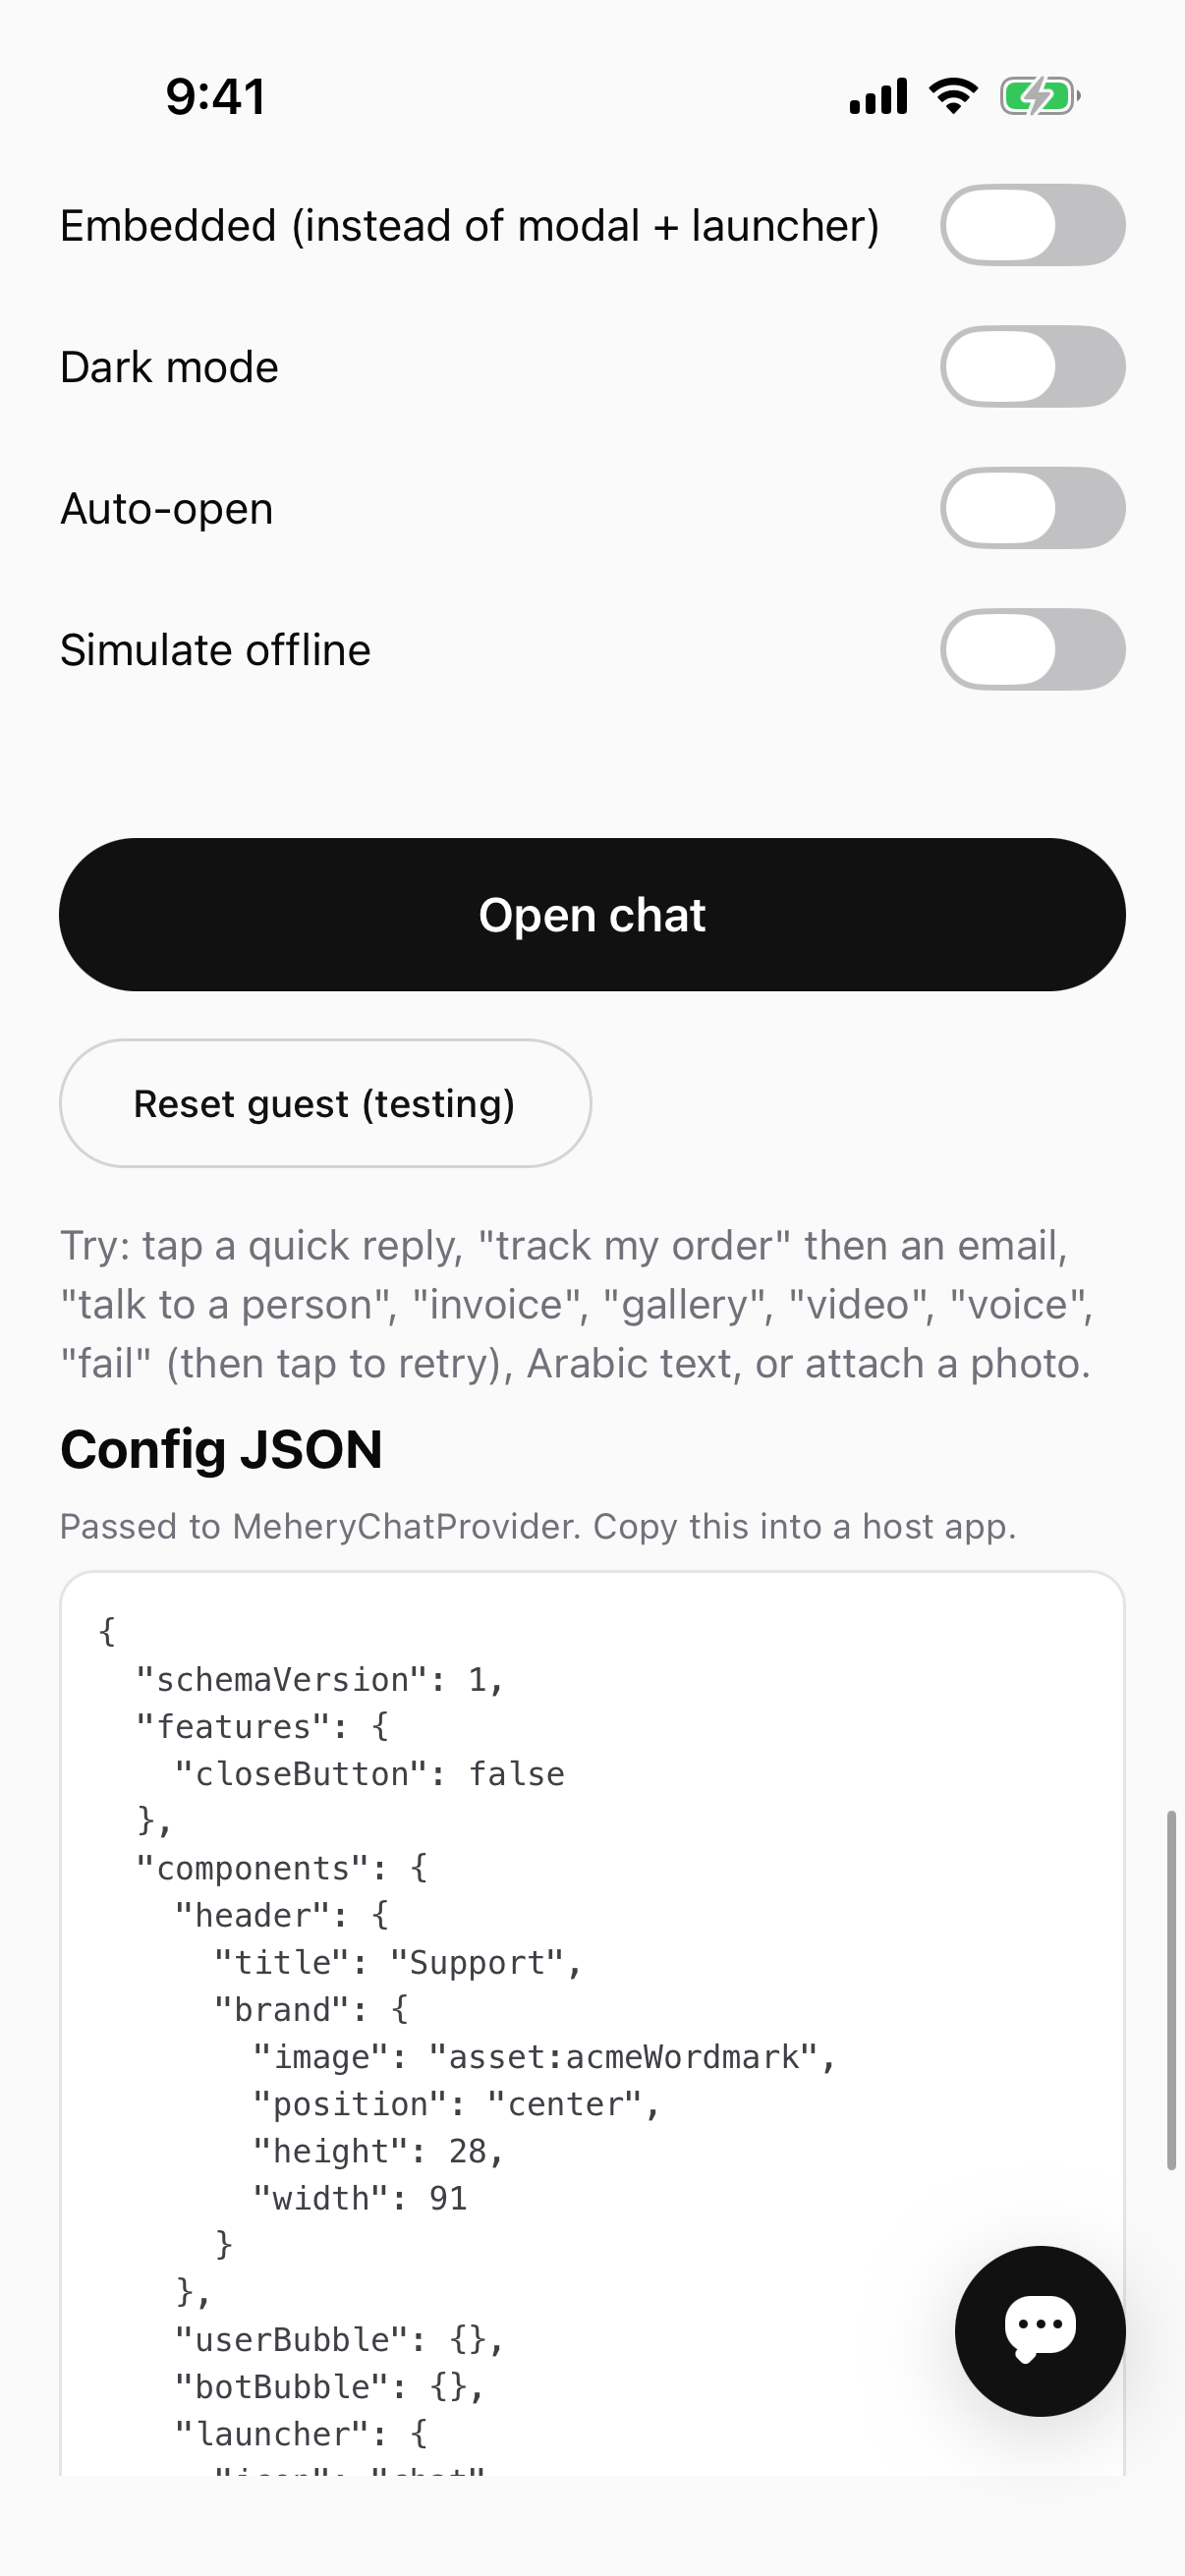 9:41
Embedded (instead of modal + launcher)
Dark mode
Auto-open
Simulate offline
Open chat
Reset guest (testing)
Try: tap a quick reply, "track my order" then an email,
"talk to a person", "invoice", "gallery", "video", "voice",
"fail" (then tap to retry), Arabic text, or attach a photo.
Config JSON
Passed to MeheryChatProvider. Copy this into a host app.
{
  "schemaVersion": 1,
  "features": {
    "closeButton": false
  },
  "components": {
    "header": {
      "title": "Support",
      "brand": {
        "image": "asset:acmeWordmark",
        "position": "center",
        "height": 28,
        "width": 91
      }
    },
    "userBubble": {},
    "botBubble": {},
    "launcher": {